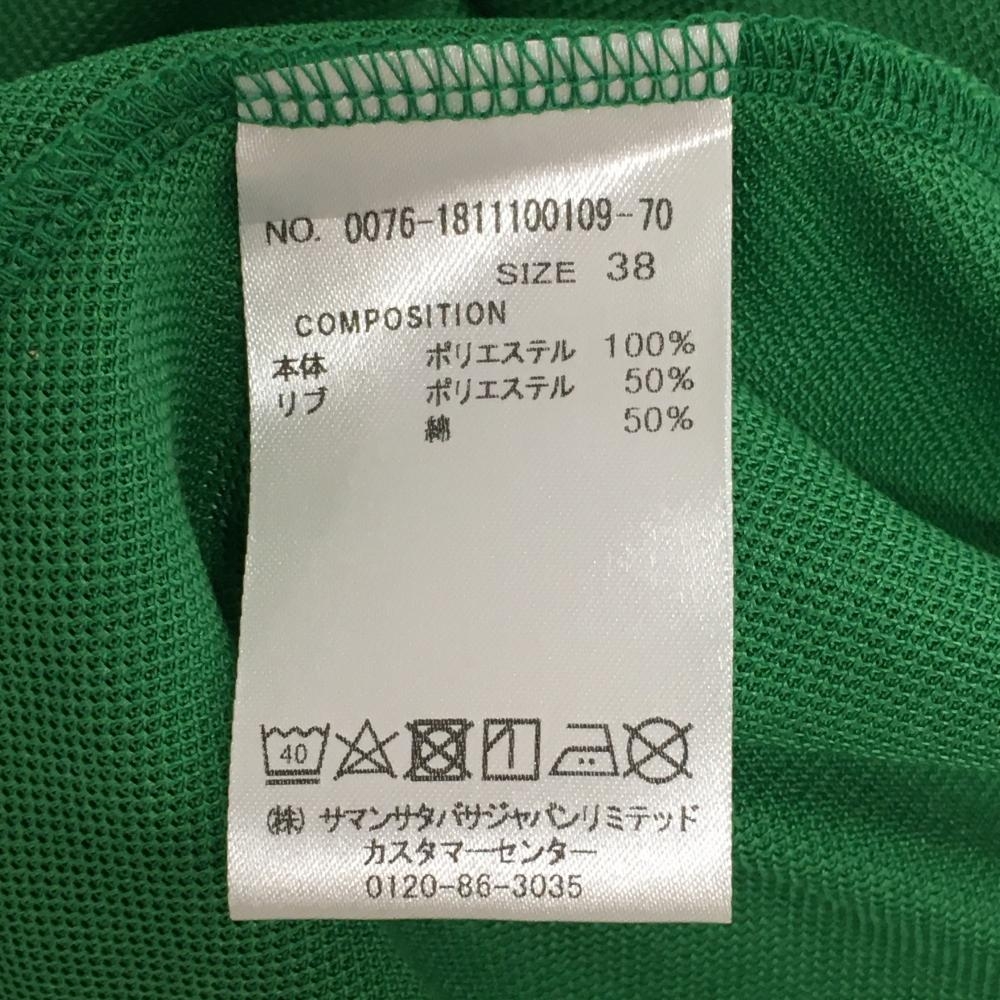 NO. 0076-1811100109-70
SIZE 38
COMPOSITION
本体 ポリエステル 100%
リブ ポリエステル 50%
綿 50%
40
(株) サマンサタバサジャパンリミテッド
カスタマーセンター
0120-86-3035